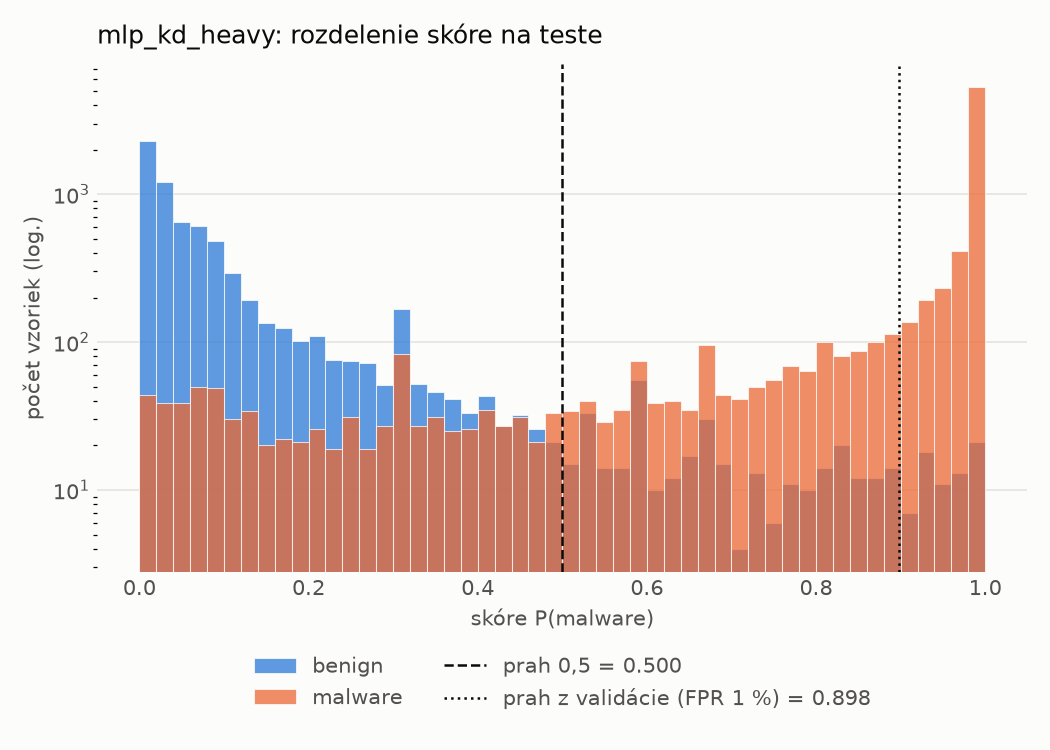 mlp_kd_heavy: rozdelenie skóre na teste
počet vzoriek (log.)
10³
10²
10¹
0.0 0.2 0.4 0.6 0.8 1.0
skóre P(malware)
benign
malware
prah 0,5 = 0.500
prah z validácie (FPR 1 %) = 0.898